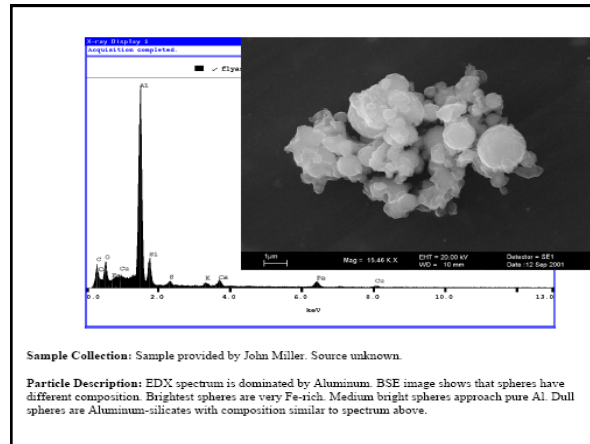 X-ray Display 1
Acquisition completed.
✓ flyas
Al
C
O
Fe
Cu
Si
S
K
Ca
Fe
Cu
0.0 2.0 4.0 6.0 8.0 10.0 13.0
keV
1µm
Mag = 15.46 K X
EHT = 20.00 kV
WD = 10 mm
Detector = SE1
Date :12 Sep 2001
Sample Collection: Sample provided by John Miller. Source unknown.
Particle Description: EDX spectrum is dominated by Aluminum. BSE image shows that spheres have
different composition. Brightest spheres are very Fe-rich. Medium bright spheres approach pure Al. Dull
spheres are Aluminum-silicates with composition similar to spectrum above.